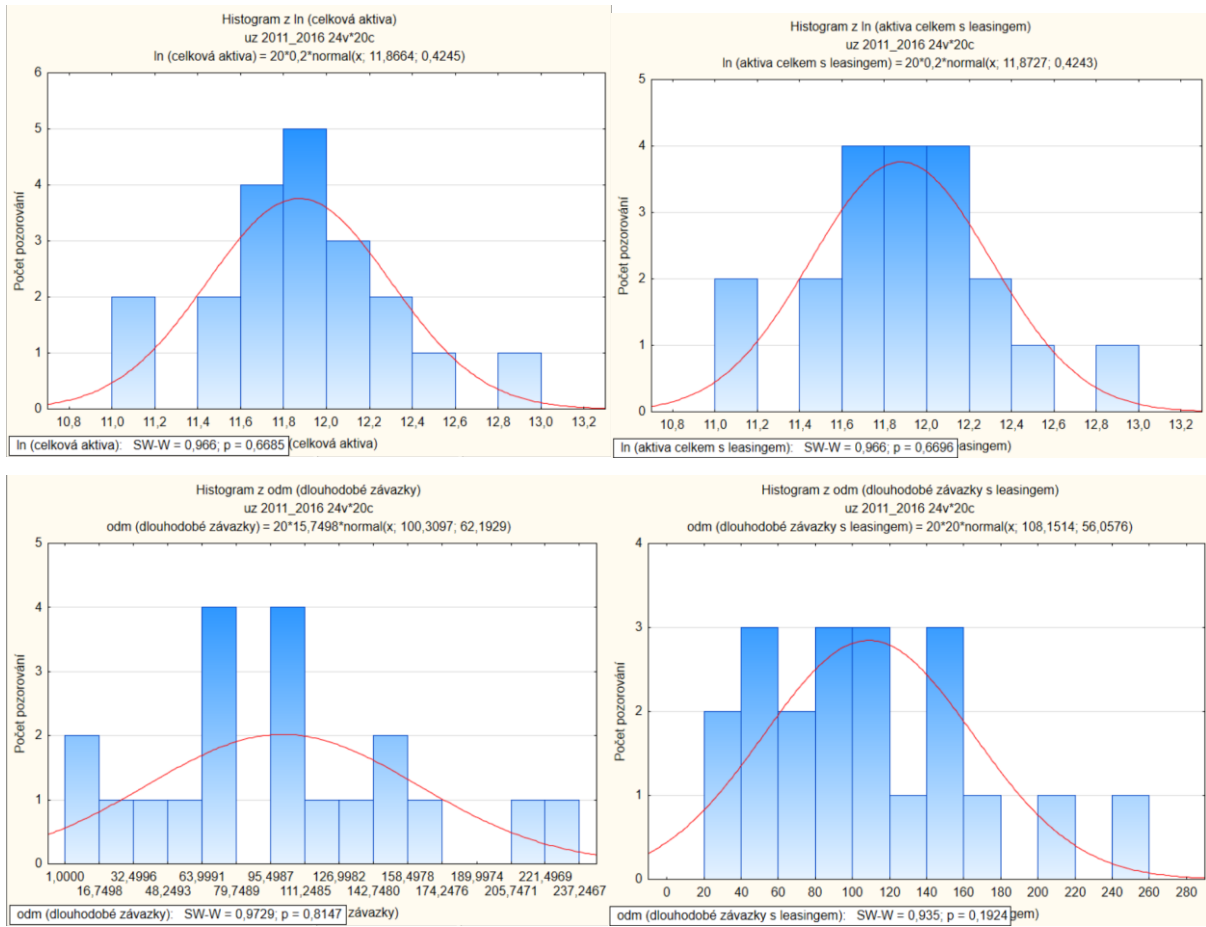 Histogram z ln (celková aktiva)
uz 2011_2016 24v*20c
ln (celková aktiva) = 20*0,2*normal(x; 11,8664; 0,4245)
Počet pozorování
6
5
4
3
2
1
0
10,8 11,0 11,2 11,4 11,6 11,8 12,0 12,2 12,4 12,6 12,8 13,0 13,2
ln (celková aktiva): SW-W = 0,966; p = 0,6685 (celková aktiva)
Histogram z ln (aktiva celkem s leasingem)
uz 2011_2016 24v*20c
ln (aktiva celkem s leasingem) = 20*0,2*normal(x; 11,8727; 0,4243)
Počet pozorování
5
4
3
2
1
0
10,8 11,0 11,2 11,4 11,6 11,8 12,0 12,2 12,4 12,6 12,8 13,0 13,2
ln (aktiva celkem s leasingem): SW-W = 0,966; p = 0,6696 asingem)
Histogram z odm (dlouhodobé závazky)
uz 2011_2016 24v*20c
odm (dlouhodobé závazky) = 20*15,7498*normal(x; 100,3097; 62,1929)
Počet pozorování
5
4
3
2
1
0
1,0000 32,4996 63,9991 95,4987 126,9982 158,4978 189,9974 221,4969
16,7498 48,2493 79,7489 111,2485 142,7480 174,2476 205,7471 237,2467
odm (dlouhodobé závazky): SW-W = 0,9729; p = 0,8147 závazky)
Histogram z odm (dlouhodobé závazky s leasingem)
uz 2011_2016 24v*20c
odm (dlouhodobé závazky s leasingem) = 20*20*normal(x; 108,1514; 56,0576)
Počet pozorování
4
3
2
1
0
0 20 40 60 80 100 120 140 160 180 200 220 240 260 280
odm (dlouhodobé závazky s leasingem): SW-W = 0,935; p = 0,1924 gem)